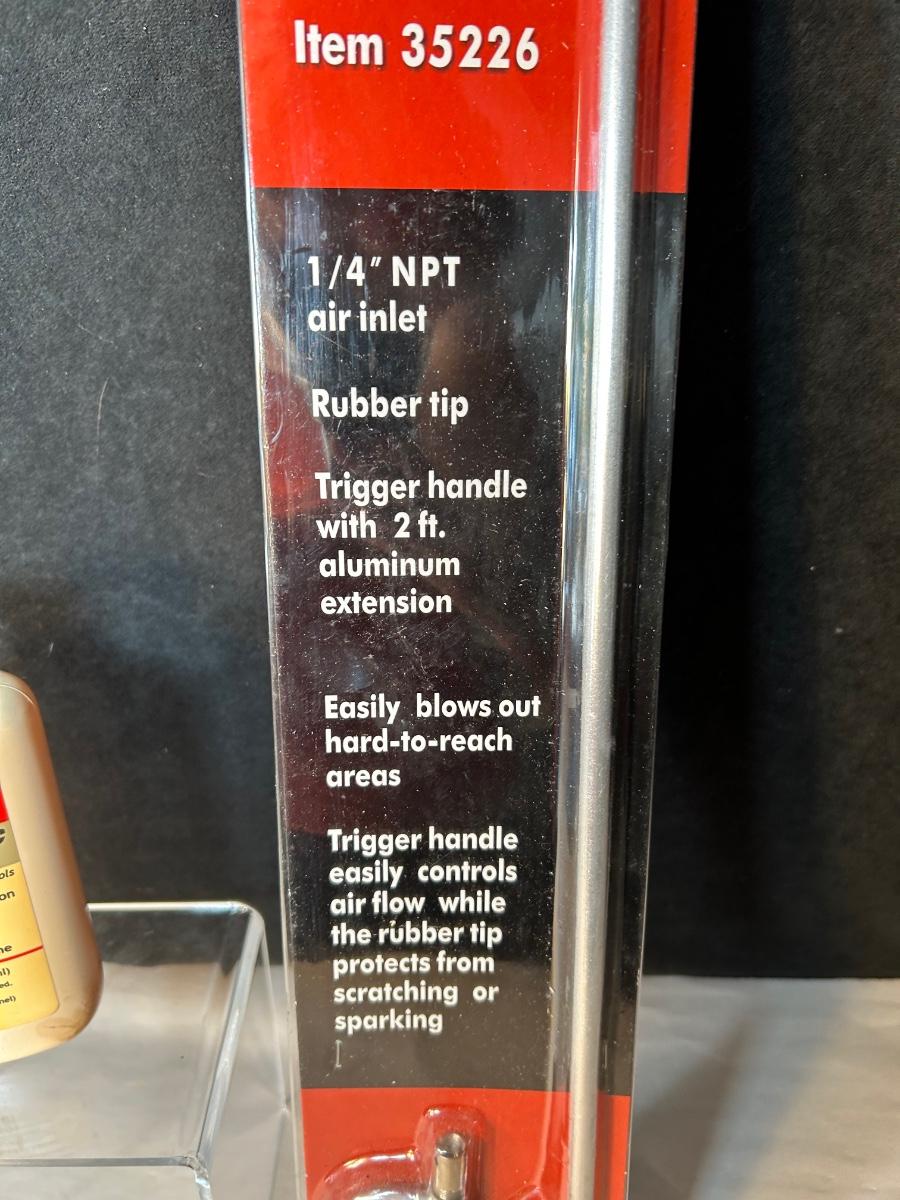 Item 35226
1/4" NPT
air inlet
Rubber tip
Trigger handle
with 2 ft.
aluminum
extension
Easily blows out
hard-to-reach
areas
Trigger handle
easily controls
air flow while
the rubber tip
protects from
scratching or
sparking